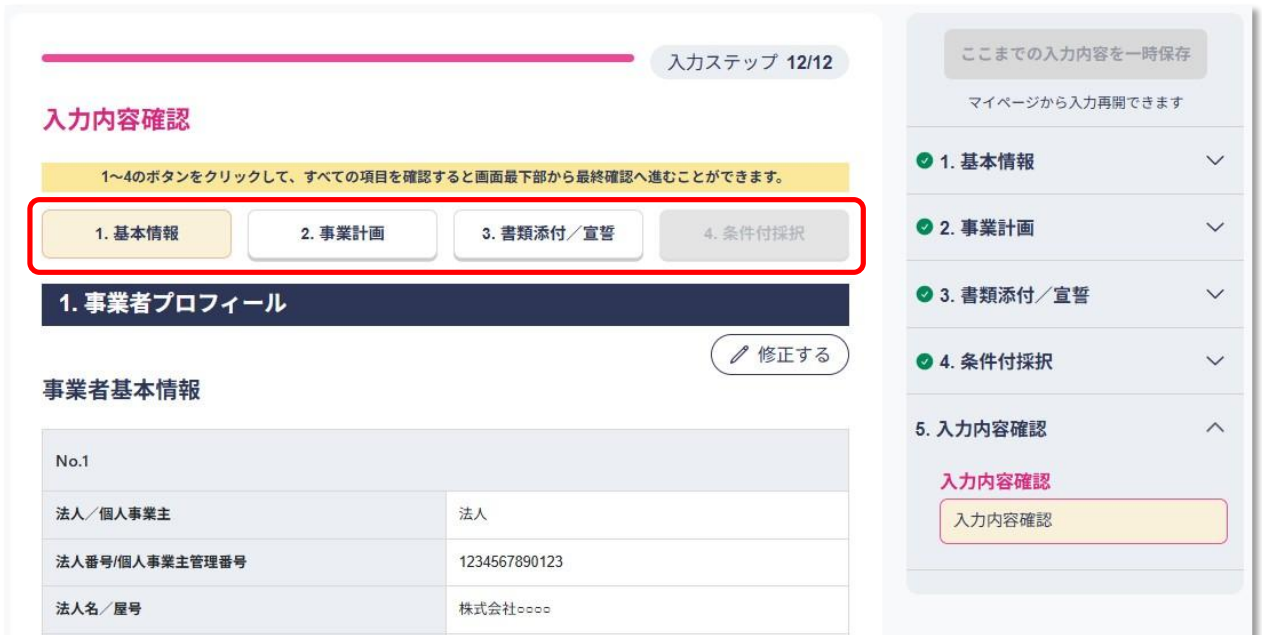 入力ステップ 12/12
入力内容確認
1～4のボタンをクリックして、すべての項目を確認すると画面最下部から最終確認へ進むことができます。
1. 基本情報
2. 事業計画
3. 書類添付／宣誓
4. 条件付採択
1. 事業者プロフィール
修正する
事業者基本情報
No.1
法人／個人事業主 法人
法人番号/個人事業主管理番号 1234567890123
法人名／屋号 株式会社○○○○
ここまでの入力内容を一時保存
マイページから入力再開できます
1. 基本情報
2. 事業計画
3. 書類添付／宣誓
4. 条件付採択
5. 入力内容確認
入力内容確認
入力内容確認